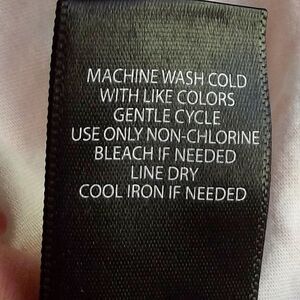 MACHINE WASH COLD
WITH LIKE COLORS
GENTLE CYCLE
USE ONLY NON-CHLORINE
BLEACH IF NEEDED
LINE DRY
COOL IRON IF NEEDED